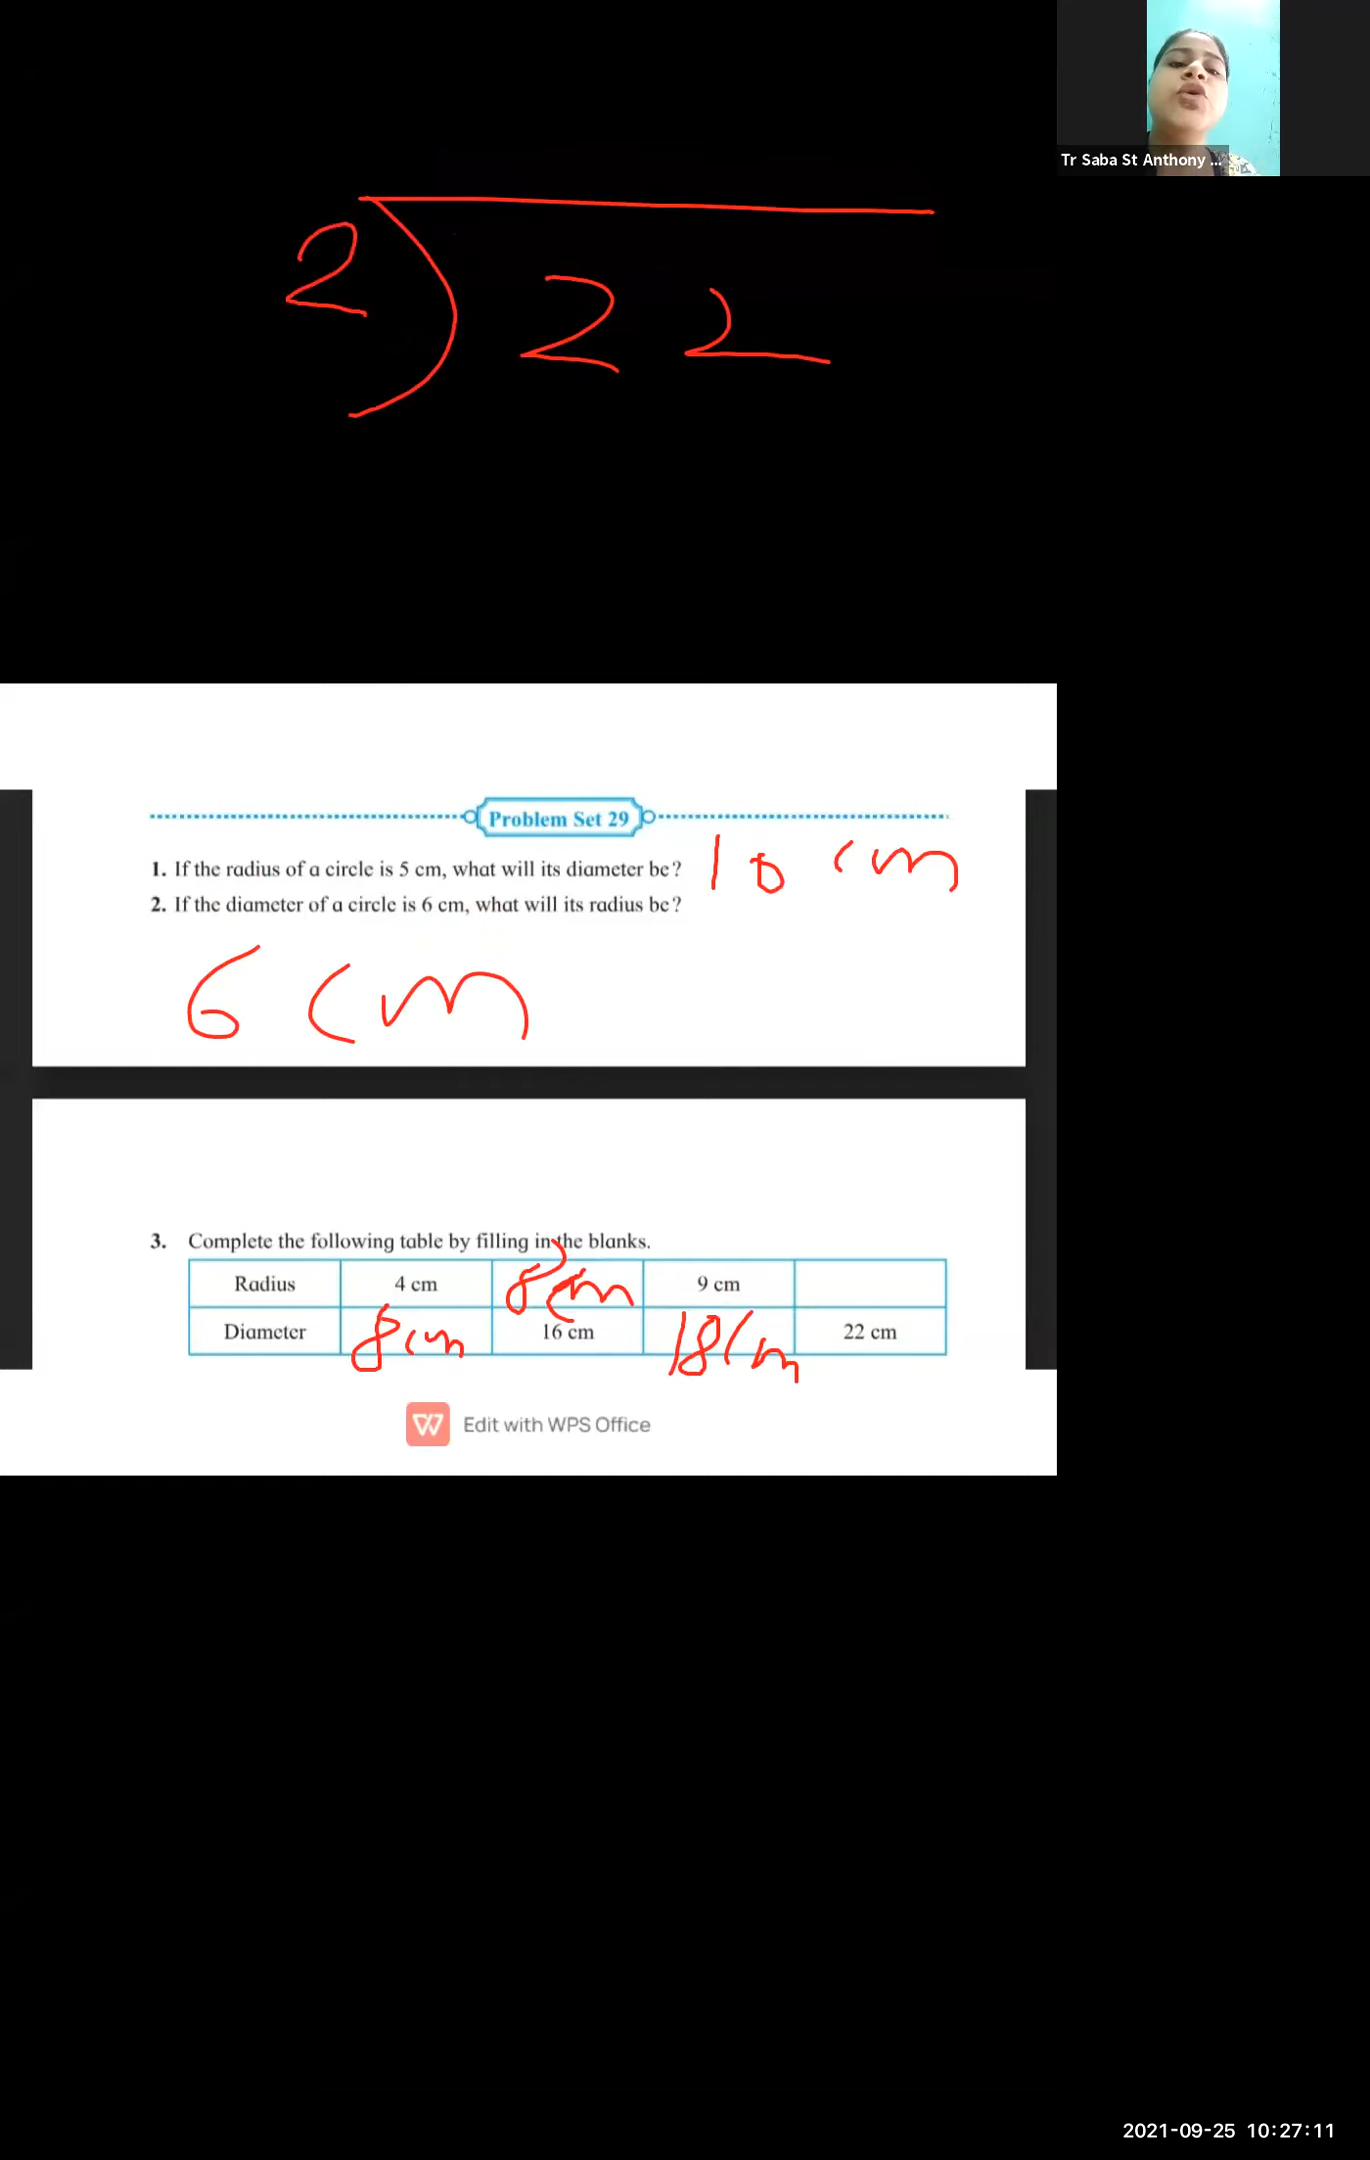 Tr Saba St Anthony ...
2 ) 2 2
Problem Set 29
1. If the radius of a circle is 5 cm, what will its diameter be? 10 cm
2. If the diameter of a circle is 6 cm, what will its radius be?
6 cm
3. Complete the following table by filling in the blanks.
Radius 4 cm 8 cm 9 cm
Diameter 8 cm 16 cm 18 cm 22 cm
Edit with WPS Office
2021-09-25 10:27:11